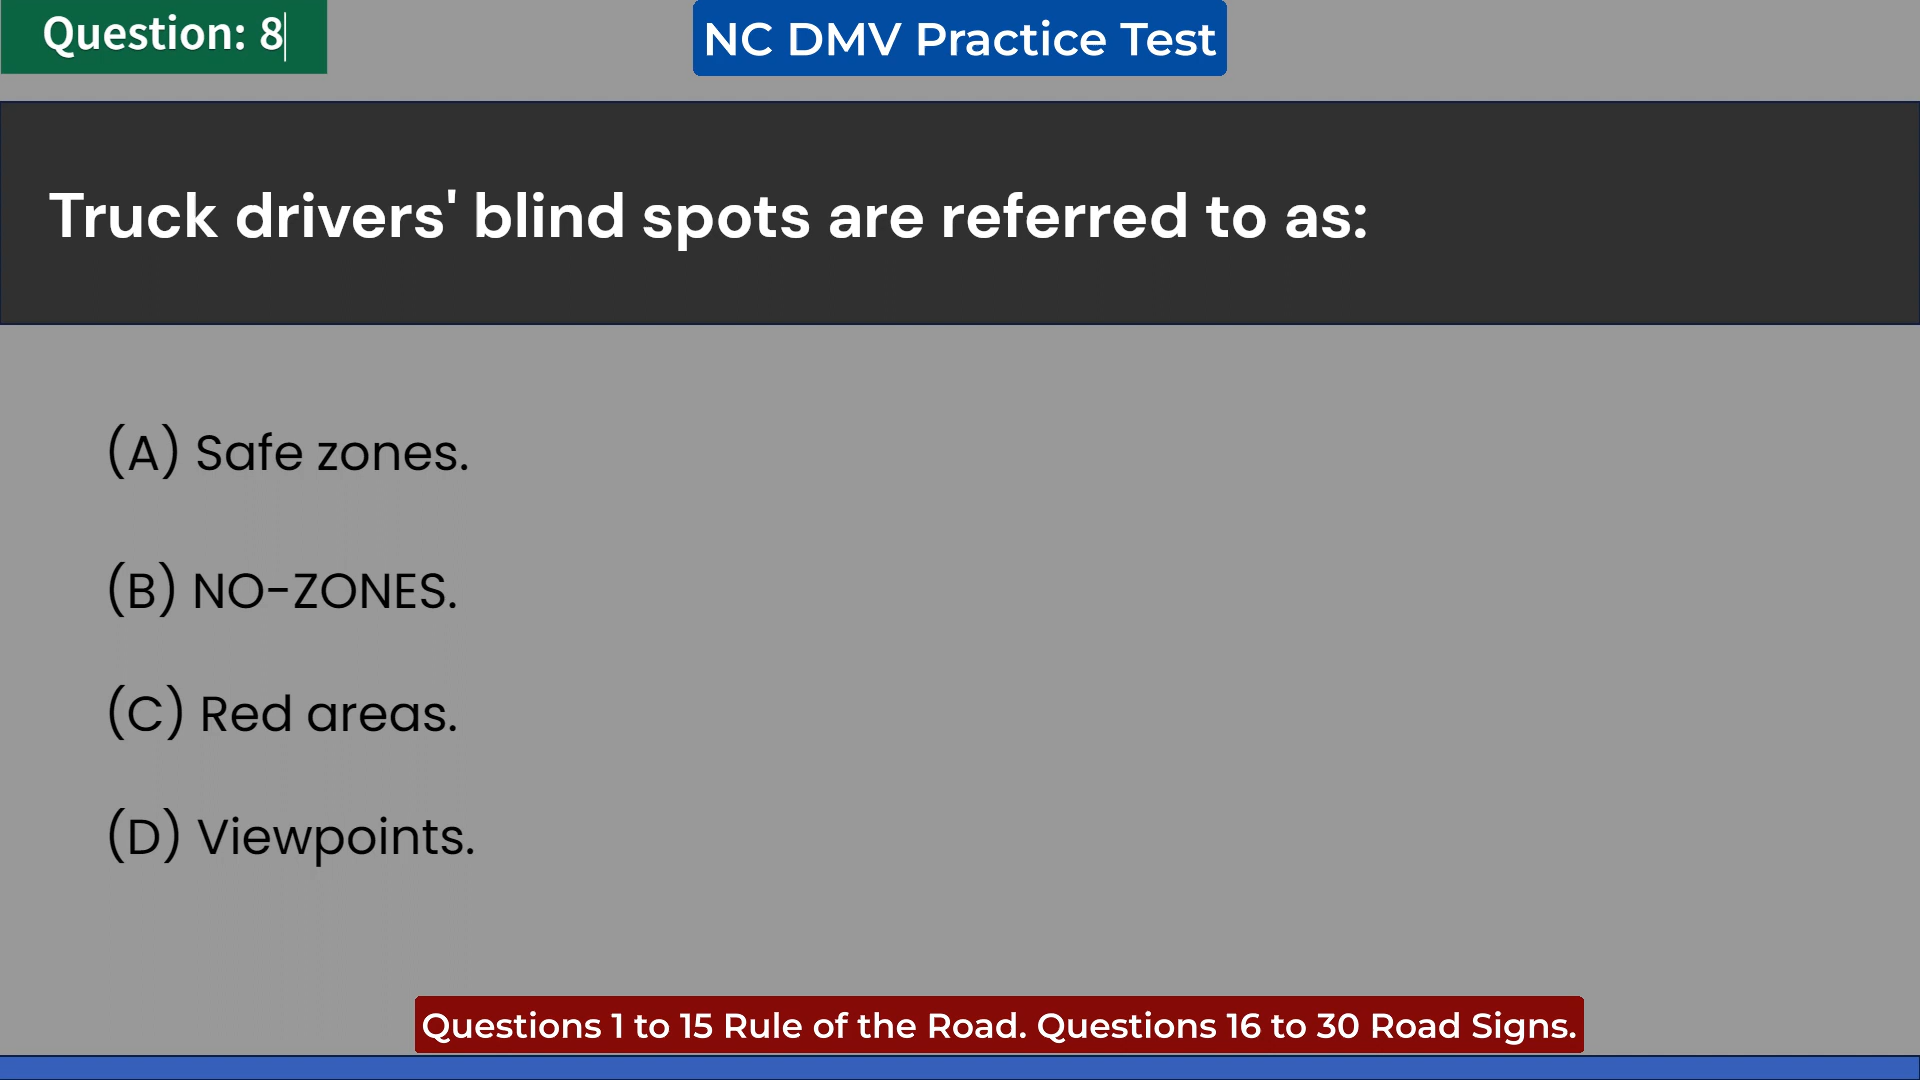 Question: 8
NC DMV Practice Test
Truck drivers' blind spots are referred to as:
(A) Safe zones.
(B) NO-ZONES.
(C) Red areas.
(D) Viewpoints.
Questions 1 to 15 Rule of the Road. Questions 16 to 30 Road Signs.